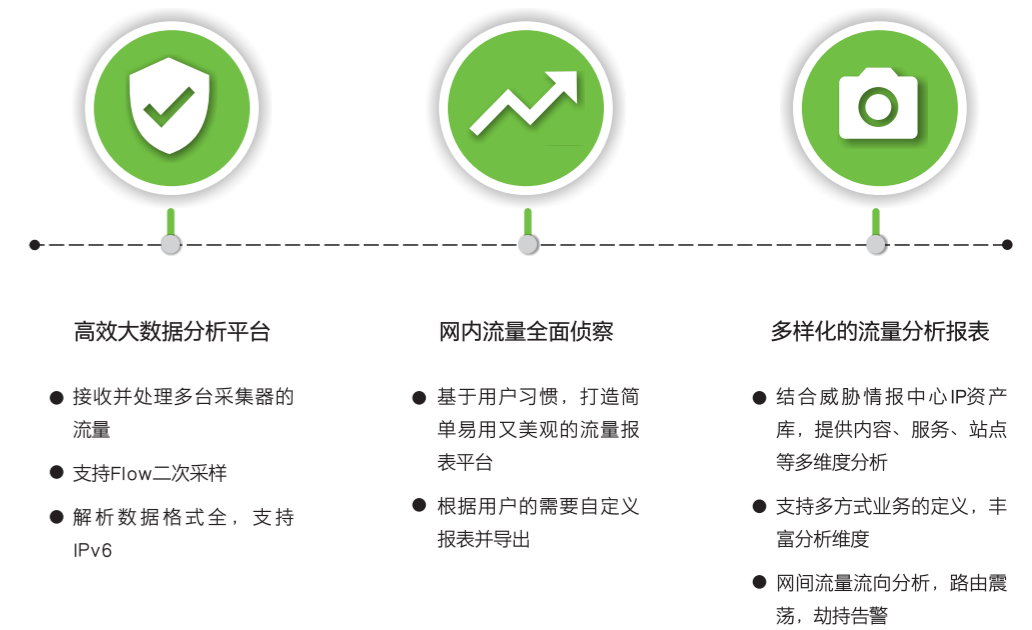 高效大数据分析平台
接收并处理多台采集器的
流量
支持Flow二次采样
解析数据格式全，支持
IPv6
网内流量全面侦察
基于用户习惯，打造简
单易用又美观的流量报
表平台
根据用户的需要自定义
报表并导出
多样化的流量分析报表
结合威胁情报中心IP资产
库，提供内容、服务、站点
等多维度分析
支持多方式业务的定义，丰
富分析维度
网间流量流向分析，路由震
荡，劫持告警